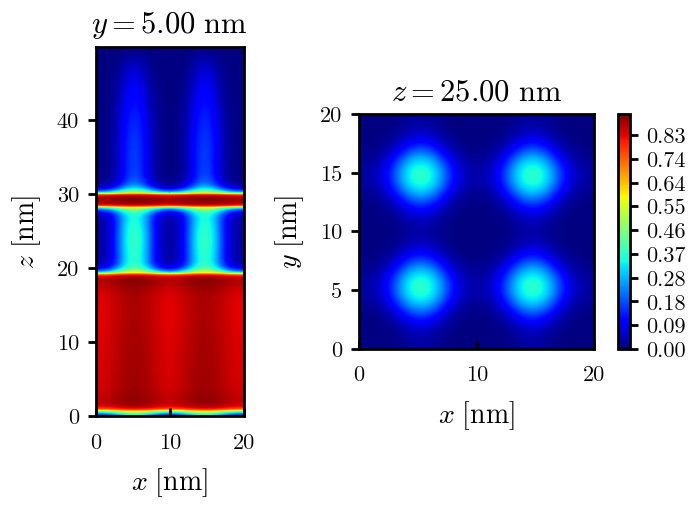 y = 5.00 nm
z [nm]
40
30
20
10
0
0 10 20
x [nm]
z = 25.00 nm
y [nm]
20
15
10
5
0
0 10 20
x [nm]
0.83
0.74
0.64
0.55
0.46
0.37
0.28
0.18
0.09
0.00